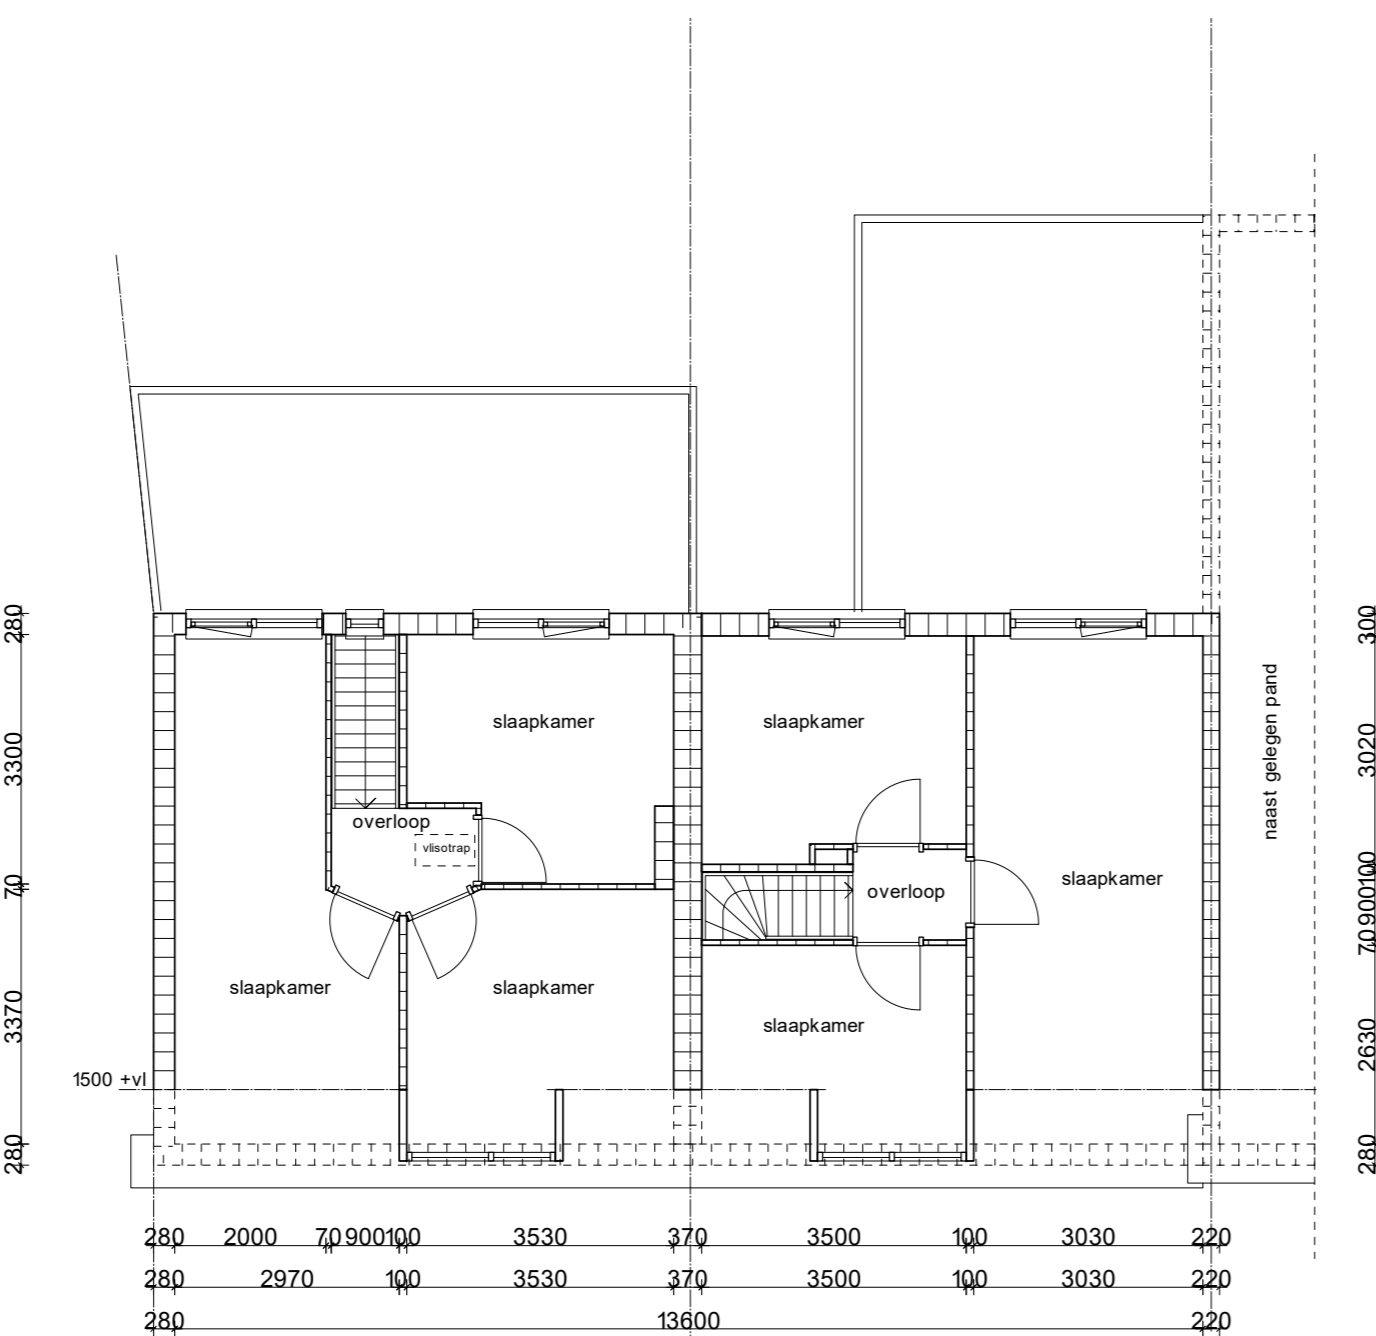 280
3300
70
3370
280
300
3020
100
900
70
2630
280
naast gelegen pand
slaapkamer
slaapkamer
overloop
vlisotrap
slaapkamer
overloop
slaapkamer
slaapkamer
slaapkamer
1500 +vl
280 2000 70 900 100 3530 370 3500 100 3030 220
280 2970 100 3530 370 3500 100 3030 220
280 13600 220